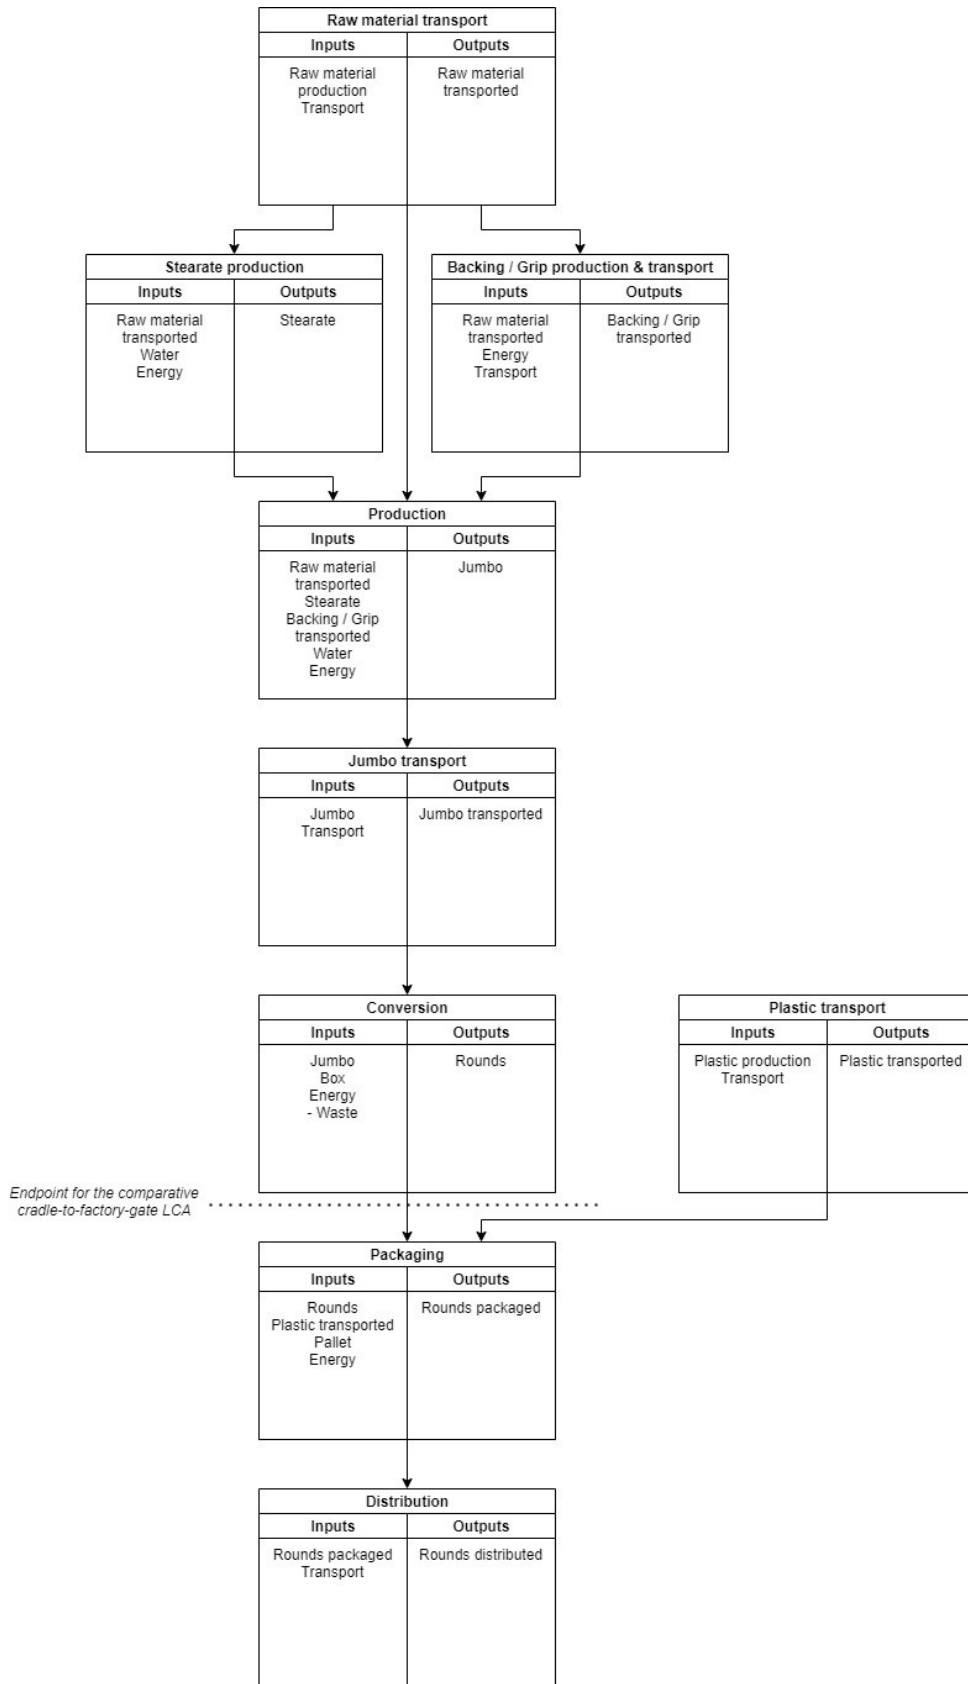 Raw material transport
Inputs
Outputs
Raw material
production
Transport
Raw material
transported
Stearate production
Inputs
Outputs
Raw material
transported
Water
Energy
Stearate
Backing / Grip production & transport
Inputs
Outputs
Raw material
transported
Energy
Transport
Backing / Grip
transported
Production
Inputs
Outputs
Raw material
transported
Stearate
Backing / Grip
transported
Water
Energy
Jumbo
Jumbo transport
Inputs
Outputs
Jumbo
Transport
Jumbo transported
Conversion
Inputs
Outputs
Jumbo
Box
Energy
- Waste
Rounds
Plastic transport
Inputs
Outputs
Plastic production
Transport
Plastic transported
Endpoint for the comparative
cradle-to-factory-gate LCA
Packaging
Inputs
Outputs
Rounds
Plastic transported
Pallet
Energy
Rounds packaged
Distribution
Inputs
Outputs
Rounds packaged
Transport
Rounds distributed